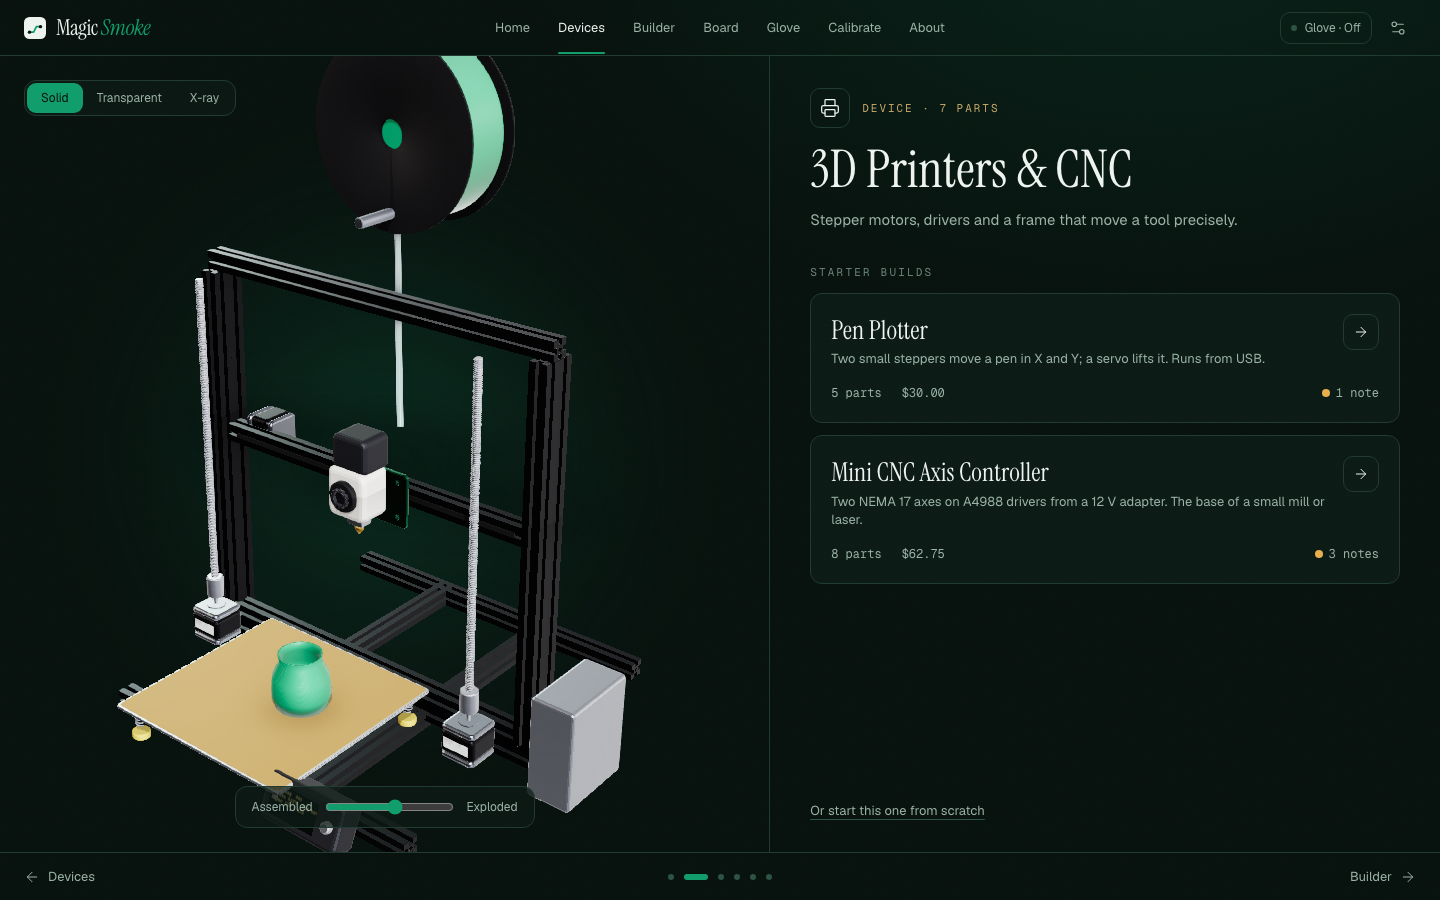 Magic Smoke
Home
Devices
Builder
Board
Glove
Calibrate
About
Glove · Off
Solid
Transparent
X-ray
DEVICE · 7 PARTS
3D Printers & CNC
Stepper motors, drivers and a frame that move a tool precisely.
STARTER BUILDS
Pen Plotter
Two small steppers move a pen in X and Y; a servo lifts it. Runs from USB.
5 parts $30.00
1 note
Mini CNC Axis Controller
Two NEMA 17 axes on A4988 drivers from a 12 V adapter. The base of a small mill or
laser.
8 parts $62.75
3 notes
Assembled
Exploded
Or start this one from scratch
Devices
Builder